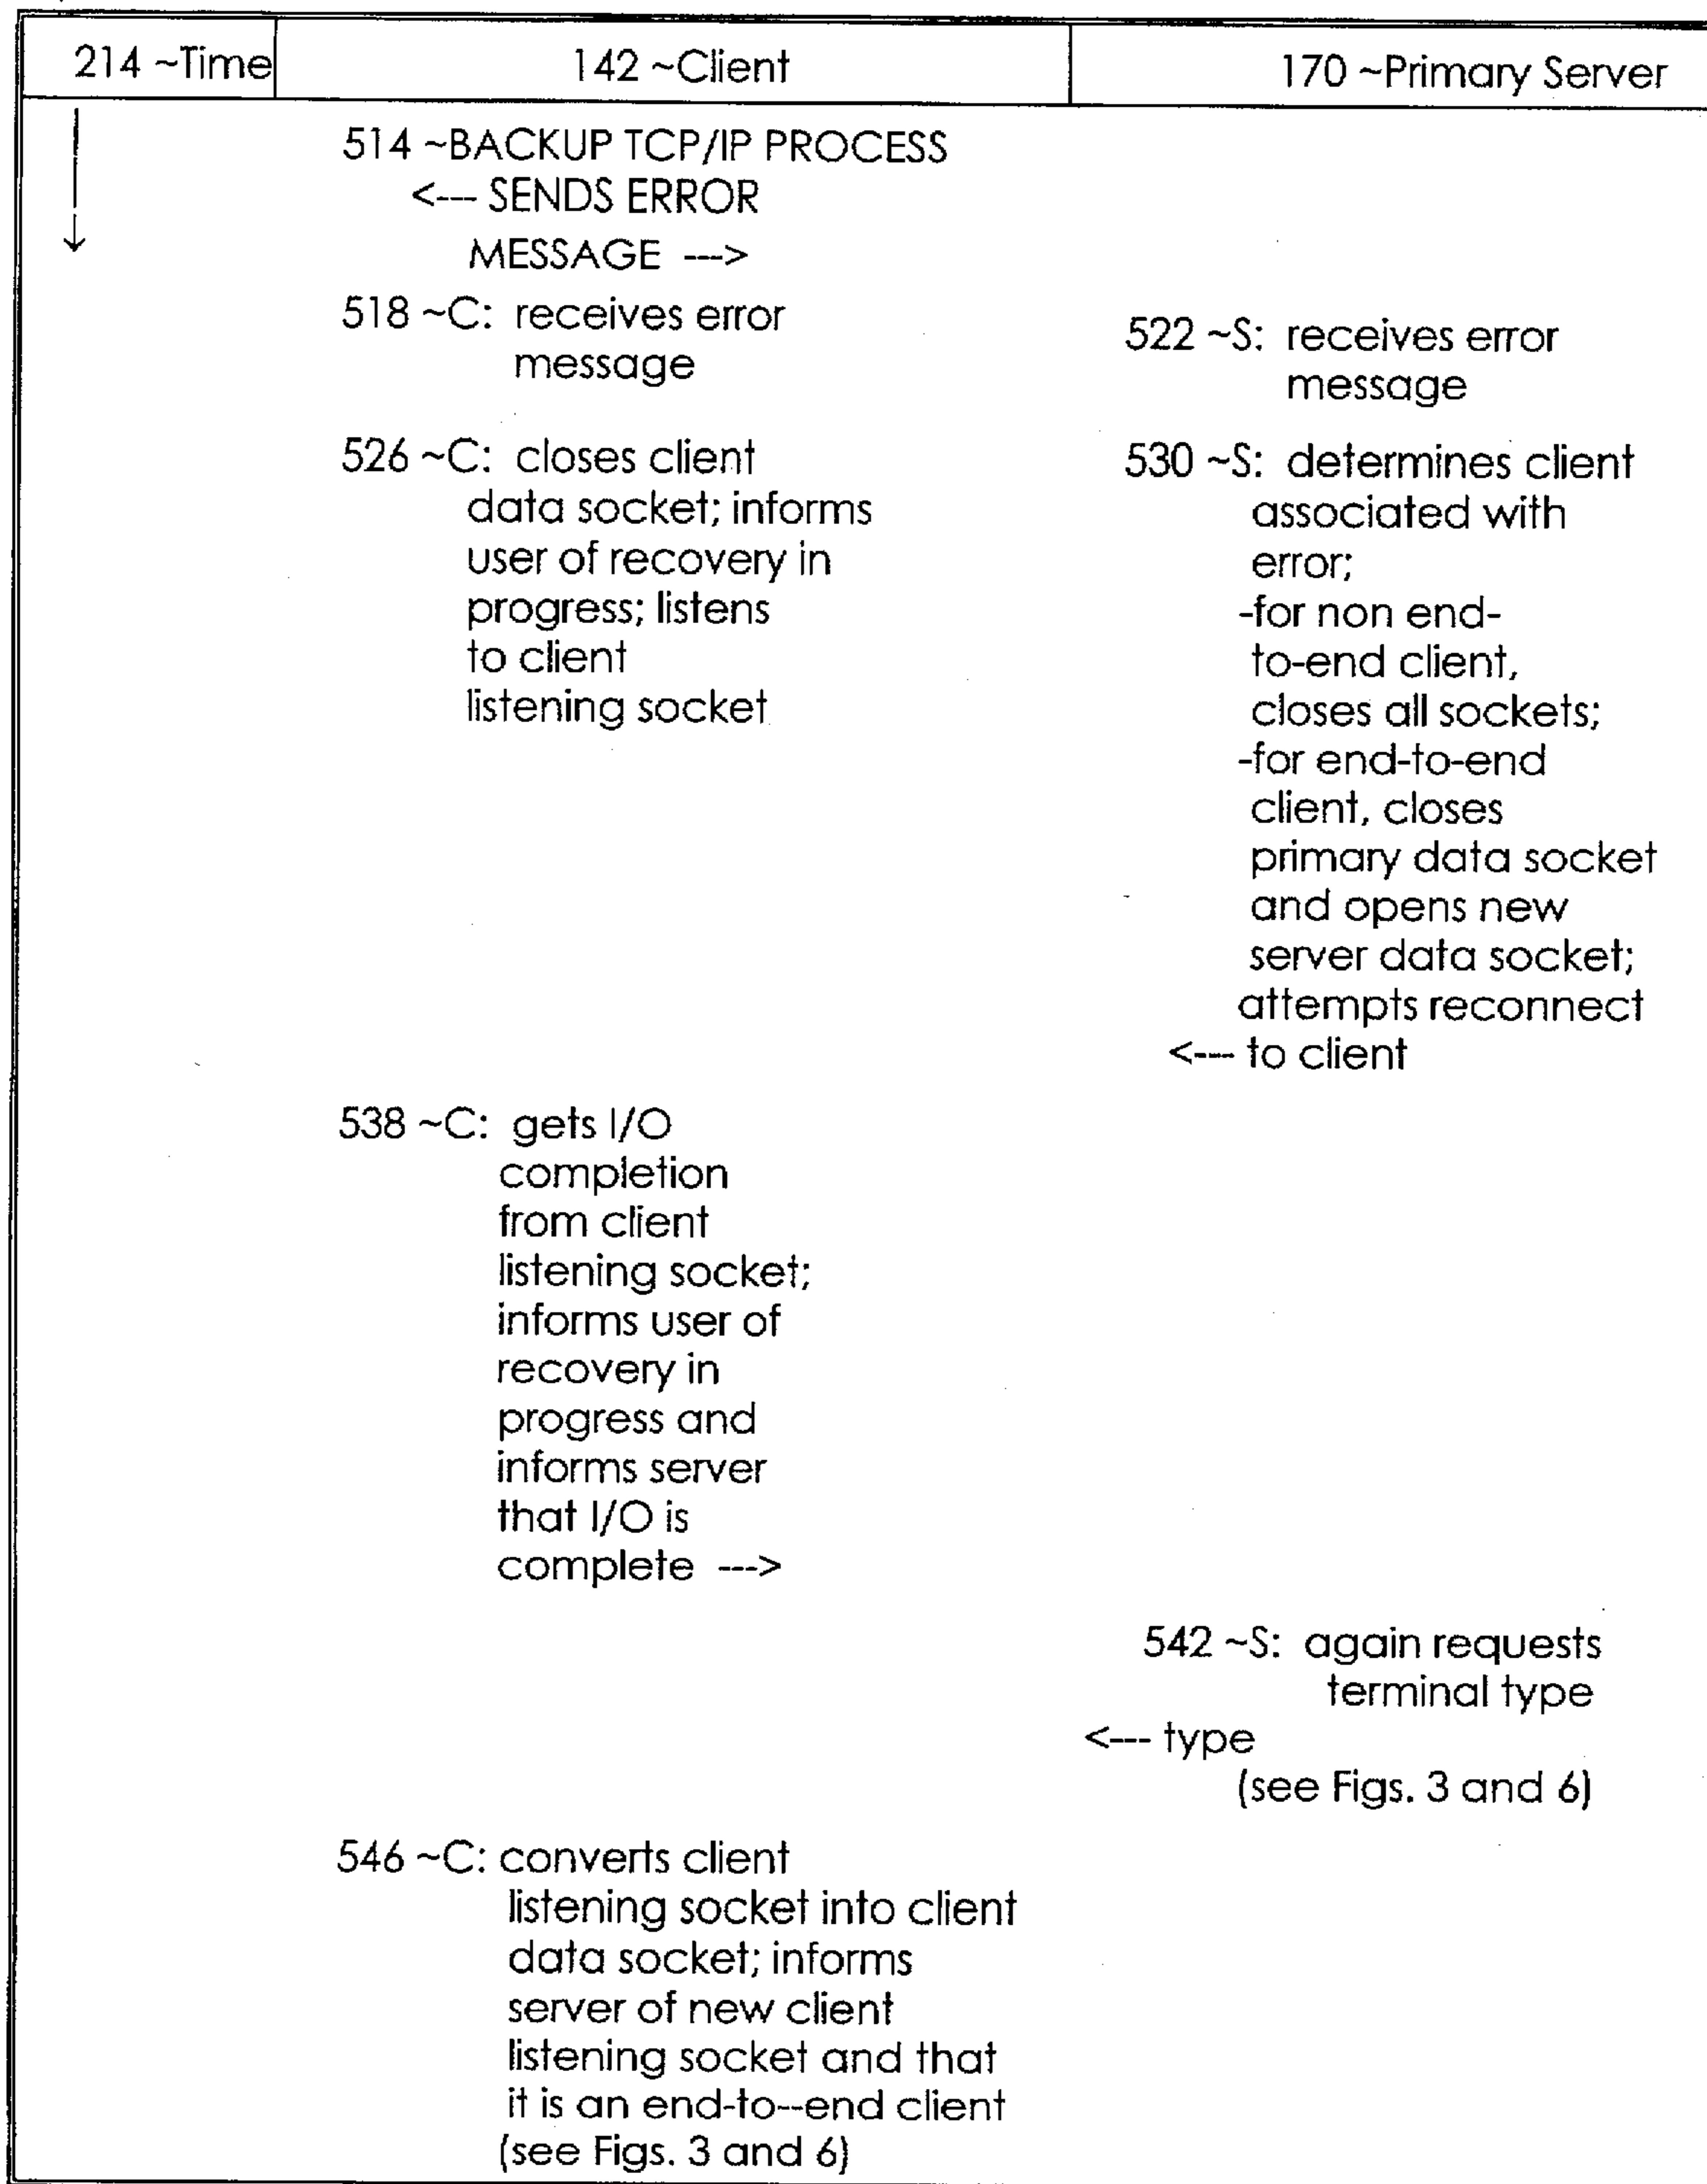 214 ~Time
142 ~Client
170 ~Primary Server
514 ~BACKUP TCP/IP PROCESS
<--- SENDS ERROR
MESSAGE --->
518 ~C: receives error
message
522 ~S: receives error
message
526 ~C: closes client
data socket; informs
user of recovery in
progress; listens
to client
listening socket
530 ~S: determines client
associated with
error;
-for non end-
to-end client,
closes all sockets;
-for end-to-end
client, closes
primary data socket
and opens new
server data socket;
attempts reconnect
<--- to client
538 ~C: gets I/O
completion
from client
listening socket;
informs user of
recovery in
progress and
informs server
that I/O is
complete --->
542 ~S: again requests
terminal type
<--- type
(see Figs. 3 and 6)
546 ~C: converts client
listening socket into client
data socket; informs
server of new client
listening socket and that
it is an end-to--end client
(see Figs. 3 and 6)